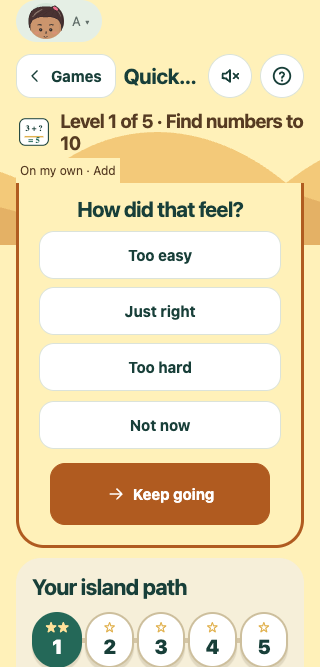 A ▾
Games
Quick...
3 + ?
= 5
Level 1 of 5 · Find numbers to
10
On my own · Add
How did that feel?
Too easy
Just right
Too hard
Not now
→ Keep going
Your island path
1 2 3 4 5